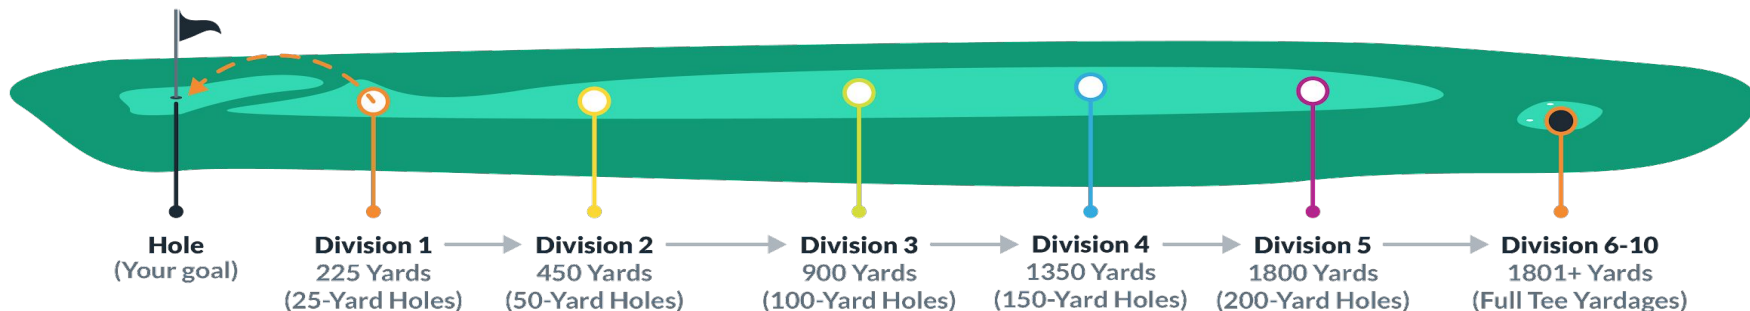 Hole
(Your goal)
Division 1
225 Yards
(25-Yard Holes)
Division 2
450 Yards
(50-Yard Holes)
Division 3
900 Yards
(100-Yard Holes)
Division 4
1350 Yards
(150-Yard Holes)
Division 5
1800 Yards
(200-Yard Holes)
Division 6-10
1801+ Yards
(Full Tee Yardages)